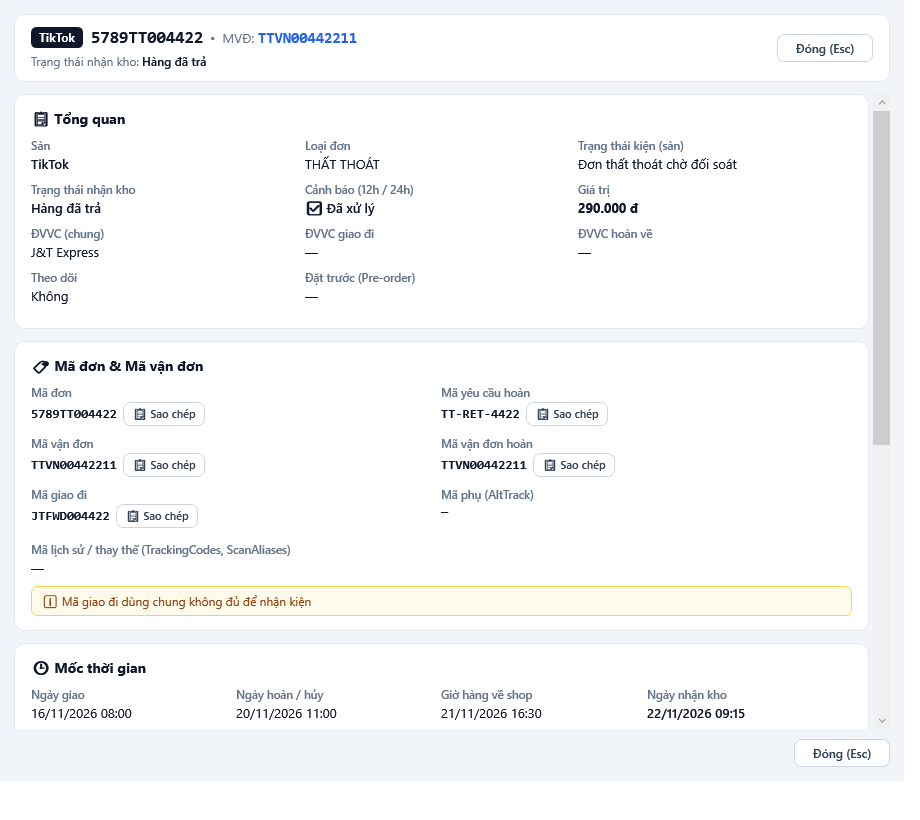 TikTok 5789TT004422 • MVĐ: TTVN00442211
Trạng thái nhận kho: Hàng đã trả
Đóng (Esc)
Tổng quan
Sàn Loại đơn Trạng thái kiện (sàn)
TikTok THẤT THOÁT Đơn thất thoát chờ đối soát
Trạng thái nhận kho Cảnh báo (12h / 24h) Giá trị
Hàng đã trả Đã xử lý 290.000 đ
ĐVVC (chung) ĐVVC giao đi ĐVVC hoàn về
J&T Express — —
Theo dõi Đặt trước (Pre-order)
Không —
Mã đơn & Mã vận đơn
Mã đơn Mã yêu cầu hoàn
5789TT004422 Sao chép TT-RET-4422 Sao chép
Mã vận đơn Mã vận đơn hoàn
TTVN00442211 Sao chép TTVN00442211 Sao chép
Mã giao đi Mã phụ (AltTrack)
JTFWD004422 Sao chép –
Mã lịch sử / thay thế (TrackingCodes, ScanAliases)
—
Mã giao đi dùng chung không đủ để nhận kiện
Mốc thời gian
Ngày giao Ngày hoàn / hủy Giờ hàng về shop Ngày nhận kho
16/11/2026 08:00 20/11/2026 11:00 21/11/2026 16:30 22/11/2026 09:15
Đóng (Esc)